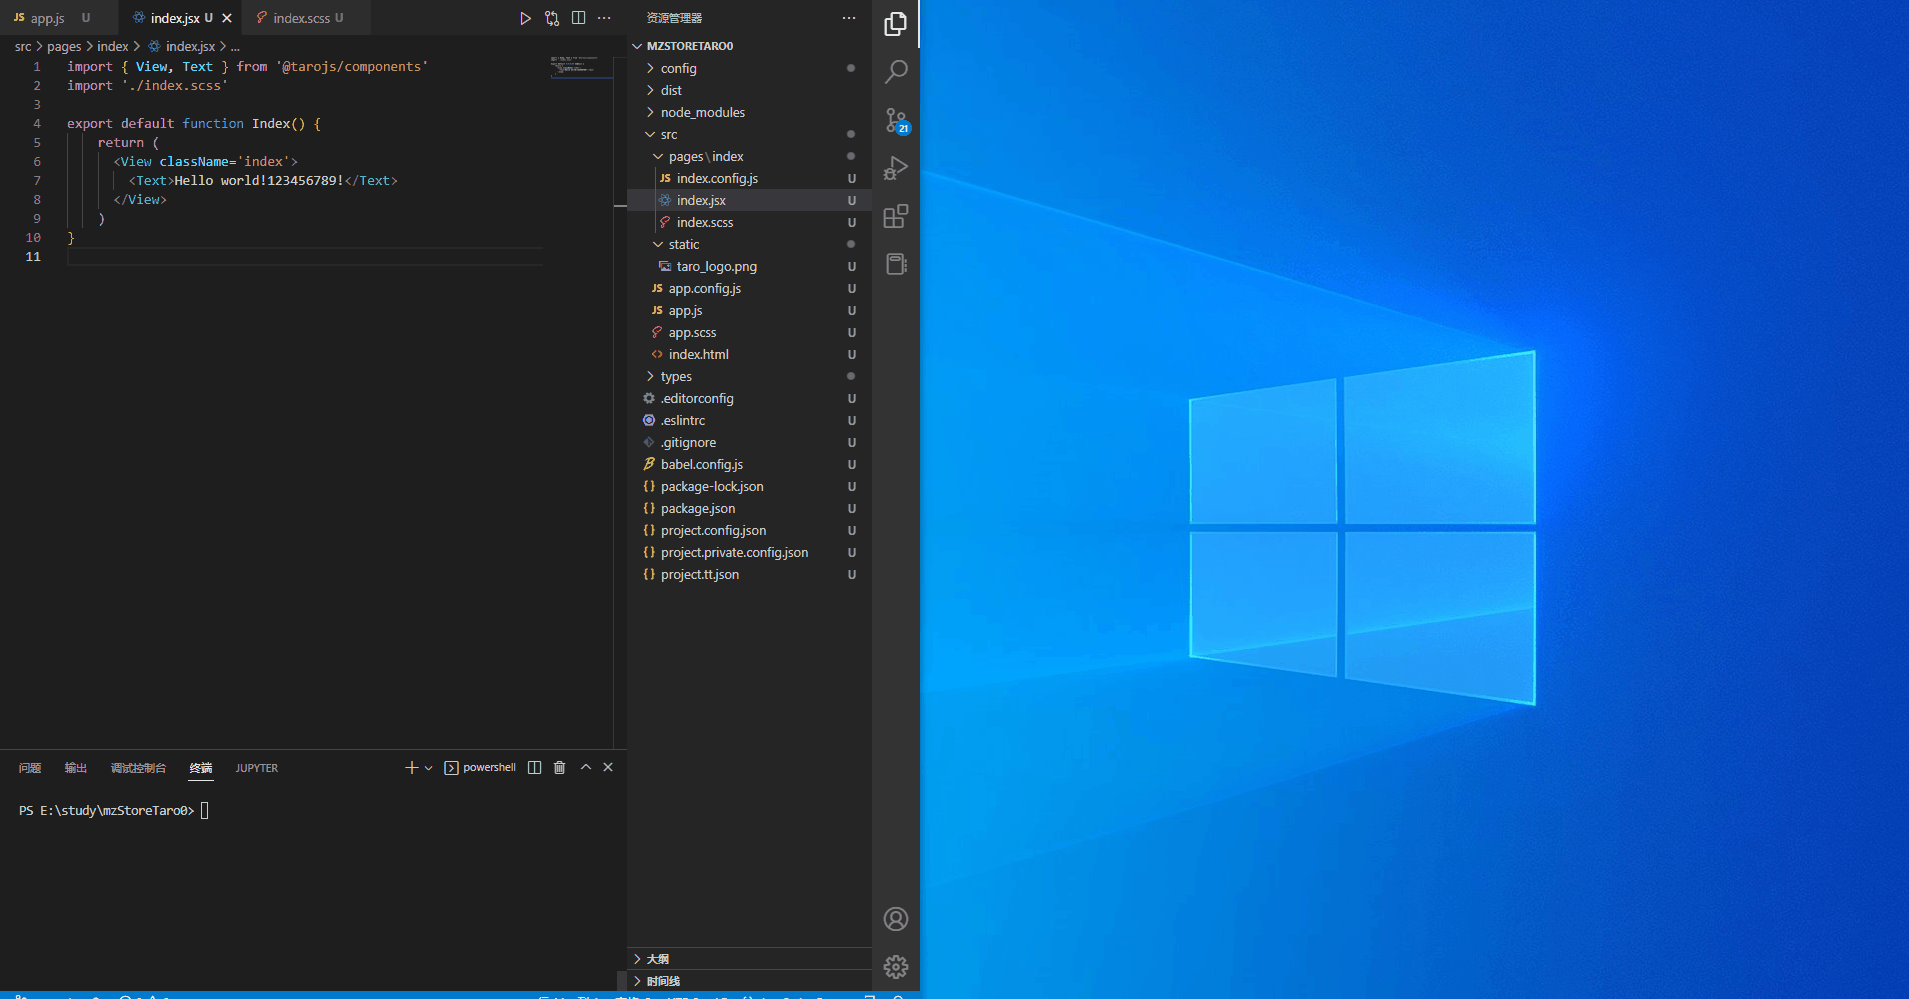 app.js U
index.jsx U
index.scss U
src > pages > index > index.jsx > ...
1 import { View, Text } from '@tarojs/components'
2 import './index.scss'
3
4 export default function Index() {
5 return (
6 <View className='index'>
7 <Text>Hello world!123456789!</Text>
8 </View>
9 )
10 }
11
问题 输出 调试控制台 终端 JUPYTER
powershell
PS E:\study\mzStoreTaro0>
资源管理器
MZSTORETARO0
config
dist
node_modules
src
pages\index
JS index.config.js U
index.jsx U
index.scss U
static
taro_logo.png U
JS app.config.js U
JS app.js U
app.scss U
index.html U
types
.editorconfig U
.eslintrc U
.gitignore U
babel.config.js U
{} package-lock.json U
{} package.json U
{} project.config.json U
{} project.private.config.json U
{} project.tt.json U
大纲
时间线
21